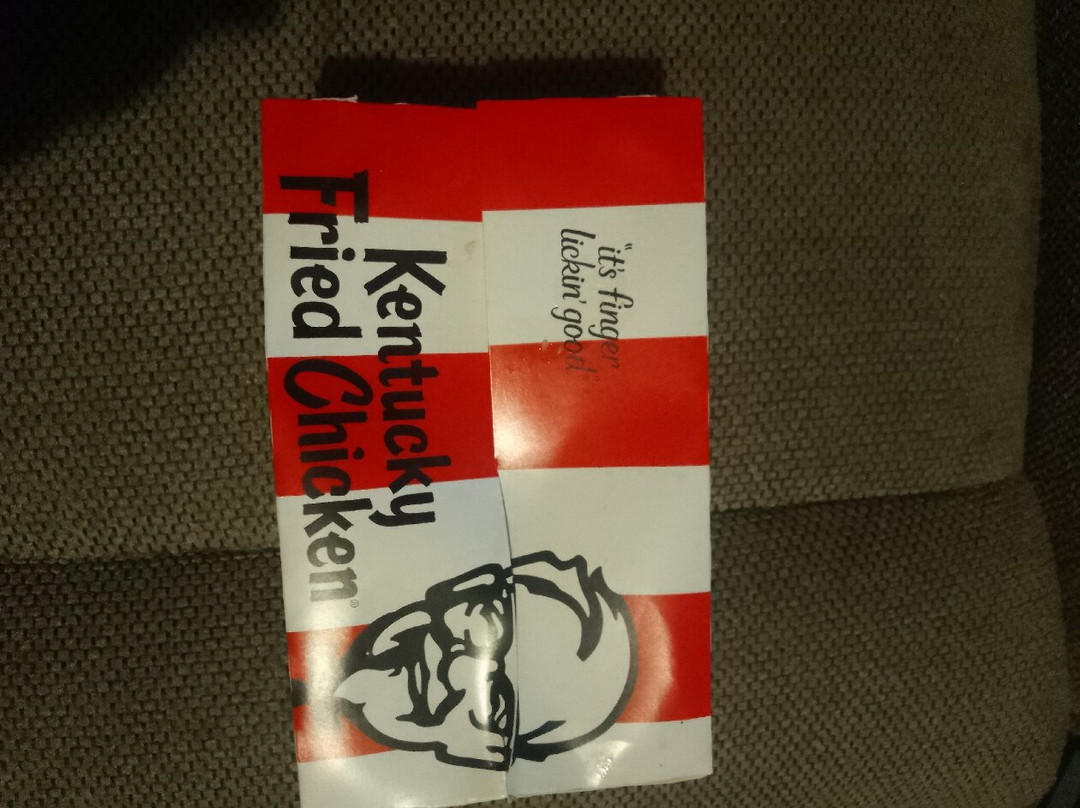 "it's finger
lickin' good"
Kentucky
Fried Chicken®